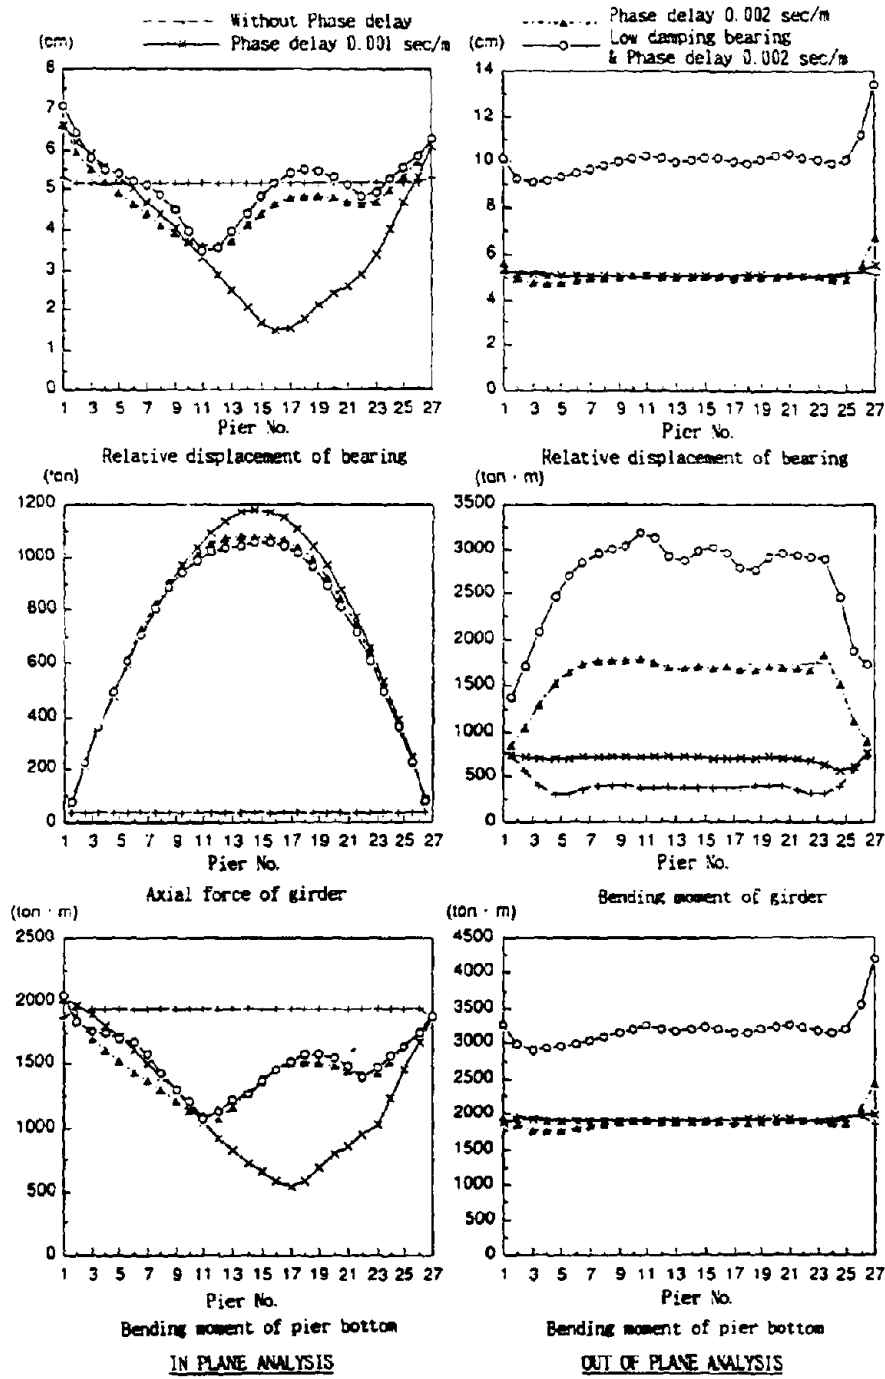 Without Phase delay
Phase delay 0.001 sec/m
Phase delay 0.002 sec/m
Low damping bearing
& Phase delay 0.002 sec/m
(cm)
8
7
6
5
4
3
2
1
0
1 3 5 7 9 11 13 15 17 19 21 23 25 27
Pier No.
Relative displacement of bearing
(cm)
14
12
10
8
6
4
2
0
1 3 5 7 9 11 13 15 17 19 21 23 25 27
Pier No.
Relative displacement of bearing
(ton)
1200
1000
800
600
400
200
0
1 3 5 7 9 11 13 15 17 19 21 23 25 27
Pier No.
Axial force of girder
(tan · m)
3500
3000
2500
2000
1500
1000
500
0
1 3 5 7 9 11 13 15 17 19 21 23 25 27
Pier No.
Bending moment of girder
(ton · m)
2500
2000
1500
1000
500
0
1 3 5 7 9 11 13 15 17 19 21 23 25 27
Pier No.
Bending moment of pier bottom
IN PLANE ANALYSIS
(ton · m)
4500
4000
3500
3000
2500
2000
1500
1000
500
0
1 3 5 7 9 11 13 15 17 19 21 23 25 27
Pier No.
Bending moment of pier bottom
OUT OF PLANE ANALYSIS